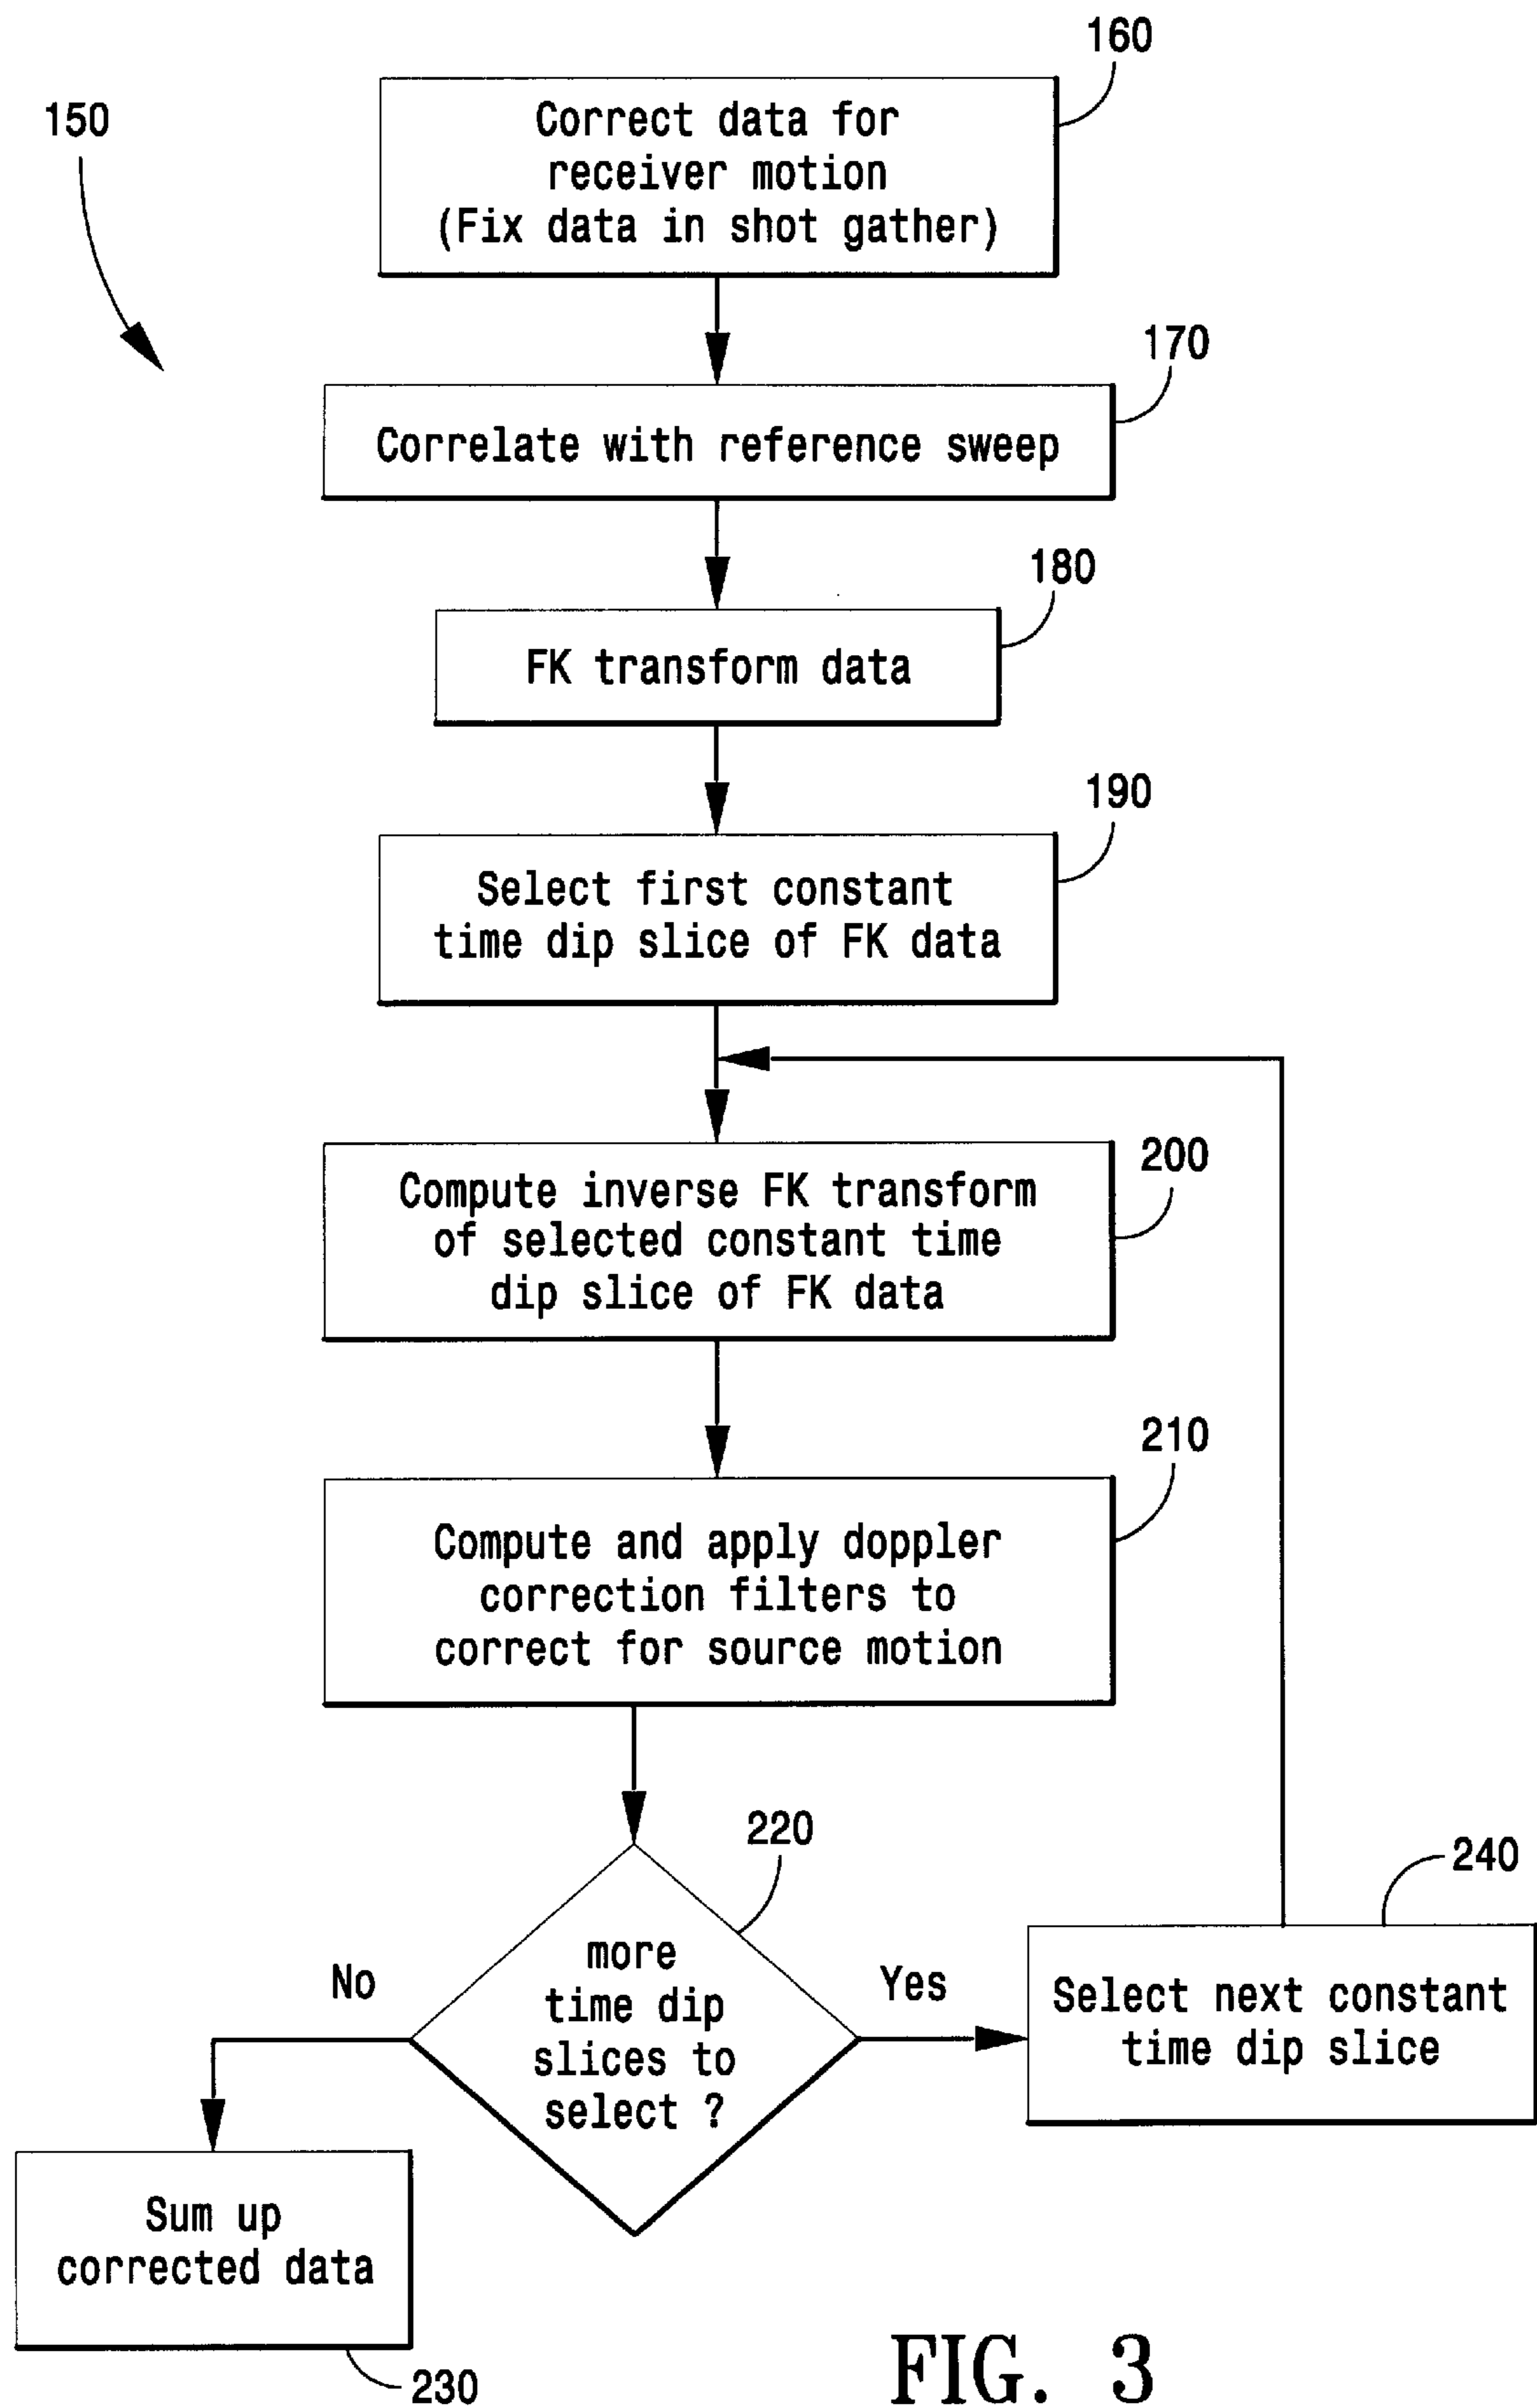 160
150
Correct data for
receiver motion
(Fix data in shot gather)
170
Correlate with reference sweep
180
FK transform data
190
Select first constant
time dip slice of FK data
200
Compute inverse FK transform
of selected constant time
dip slice of FK data
210
Compute and apply doppler
correction filters to
correct for source motion
220
240
more
time dip
slices to
select ?
No
Yes
Select next constant
time dip slice
Sum up
corrected data
230
FIG. 3